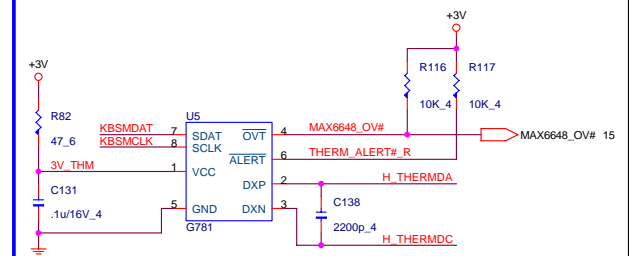 +3V
+3V
R116
R117
10K_4
10K_4
R82
47_6
U5
KBSMDAT
7
SDAT
OVT
4
MAX6648_OV#
MAX6648_OV# 15
KBSMCLK
8
SCLK
ALERT
6
THERM_ALERT#_R
3V_THM
1
VCC
DXP
2
H_THERMDA
C131
.1u/16V_4
C138
2200p_4
5
GND
DXN
3
G781
H_THERMDC